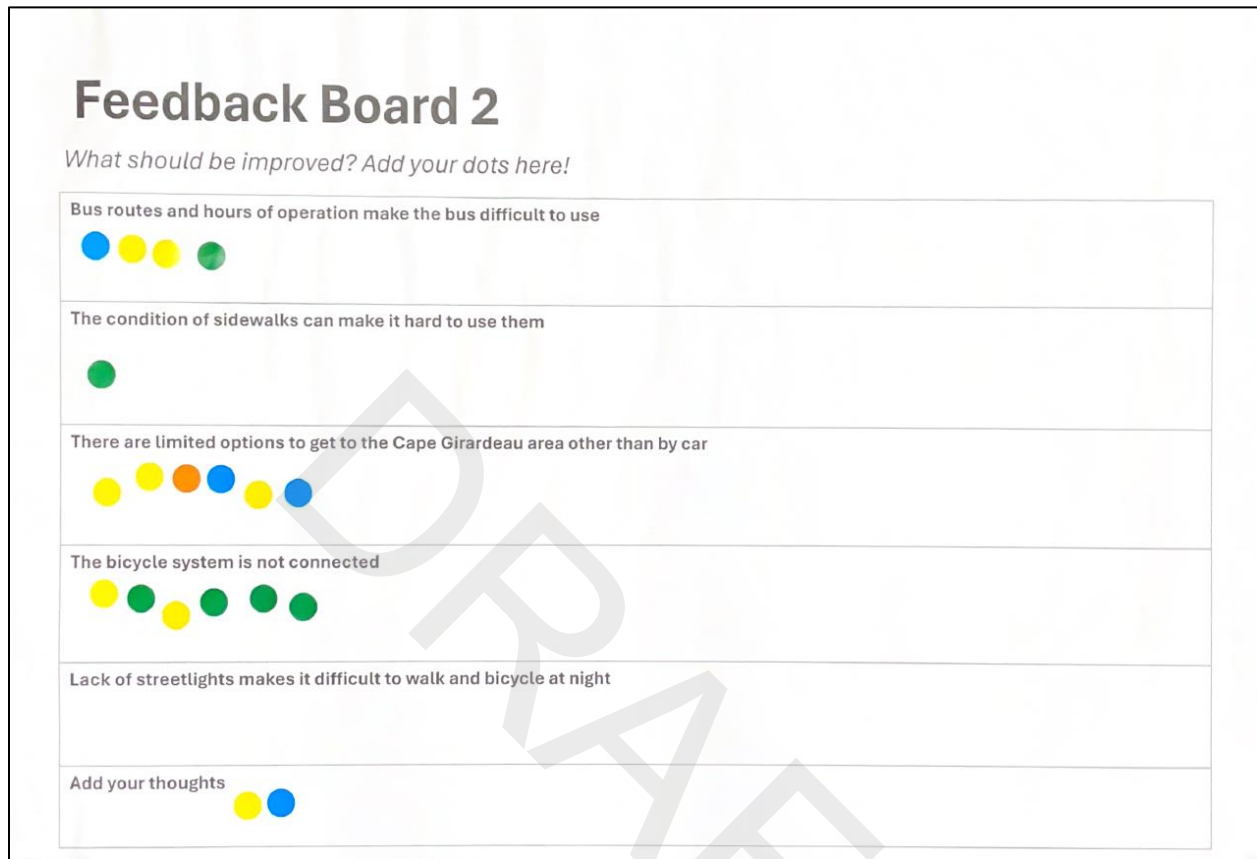 Feedback Board 2
What should be improved? Add your dots here!
Bus routes and hours of operation make the bus difficult to use
The condition of sidewalks can make it hard to use them
There are limited options to get to the Cape Girardeau area other than by car
The bicycle system is not connected
Lack of streetlights makes it difficult to walk and bicycle at night
Add your thoughts
DRAF